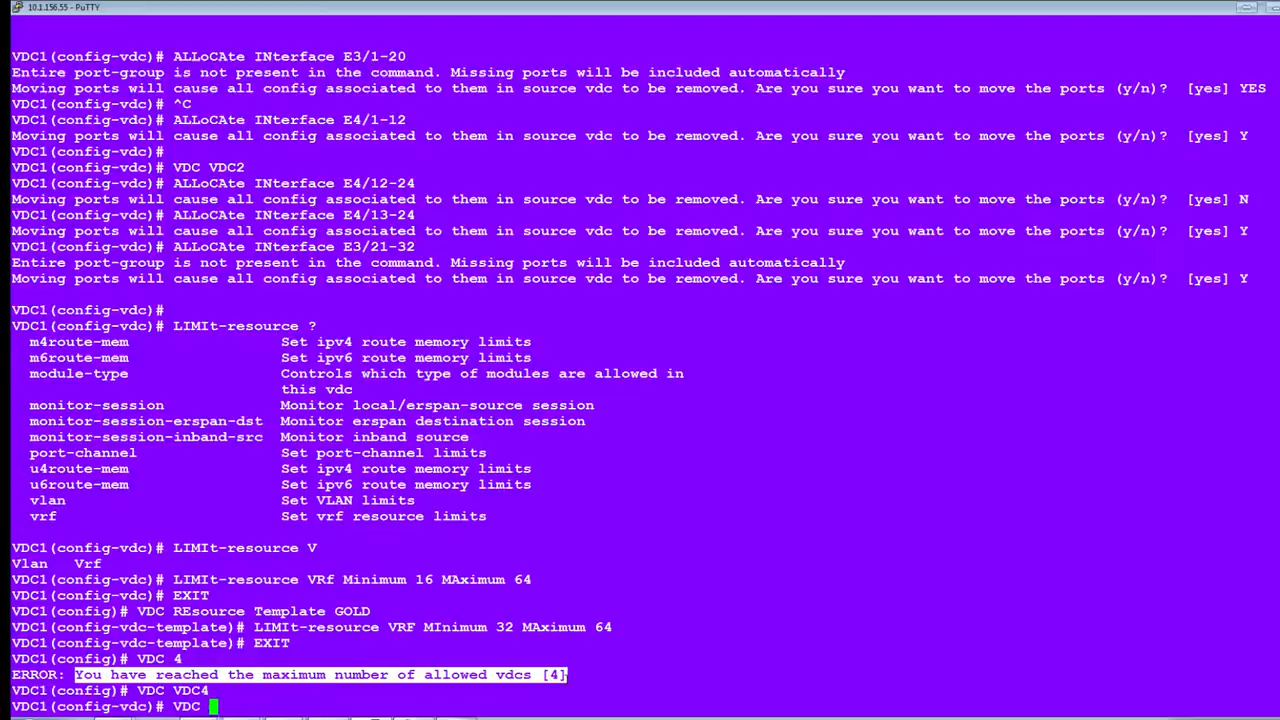 10.1.156.55 - PuTTY
VDC1(config-vdc)# ALLoCAte INterface E3/1-20
Entire port-group is not present in the command. Missing ports will be included automatically
Moving ports will cause all config associated to them in source vdc to be removed. Are you sure you want to move the ports (y/n)?  [yes] YES
VDC1(config-vdc)# ^C
VDC1(config-vdc)# ALLoCAte INterface E4/1-12
Moving ports will cause all config associated to them in source vdc to be removed. Are you sure you want to move the ports (y/n)?  [yes] Y
VDC1(config-vdc)#
VDC1(config-vdc)# VDC VDC2
VDC1(config-vdc)# ALLoCAte INterface E4/12-24
Moving ports will cause all config associated to them in source vdc to be removed. Are you sure you want to move the ports (y/n)?  [yes] N
VDC1(config-vdc)# ALLoCAte INterface E4/13-24
Moving ports will cause all config associated to them in source vdc to be removed. Are you sure you want to move the ports (y/n)?  [yes] Y
VDC1(config-vdc)# ALLoCAte INterface E3/21-32
Entire port-group is not present in the command. Missing ports will be included automatically
Moving ports will cause all config associated to them in source vdc to be removed. Are you sure you want to move the ports (y/n)?  [yes] Y
VDC1(config-vdc)#
VDC1(config-vdc)# LIMIt-resource ?
m4route-mem Set ipv4 route memory limits
m6route-mem Set ipv6 route memory limits
module-type Controls which type of modules are allowed in
this vdc
monitor-session Monitor local/erspan-source session
monitor-session-erspan-dst Monitor erspan destination session
monitor-session-inband-src Monitor inband source
port-channel Set port-channel limits
u4route-mem Set ipv4 route memory limits
u6route-mem Set ipv6 route memory limits
vlan Set VLAN limits
vrf Set vrf resource limits
VDC1(config-vdc)# LIMIt-resource V
Vlan   Vrf
VDC1(config-vdc)# LIMIt-resource VRf Minimum 16 MAximum 64
VDC1(config-vdc)# EXIT
VDC1(config)# VDC REsource Template GOLD
VDC1(config-vdc-template)# LIMIt-resource VRF MInimum 32 MAximum 64
VDC1(config-vdc-template)# EXIT
VDC1(config)# VDC 4
ERROR: You have reached the maximum number of allowed vdcs [4]
VDC1(config)# VDC VDC4
VDC1(config-vdc)# VDC